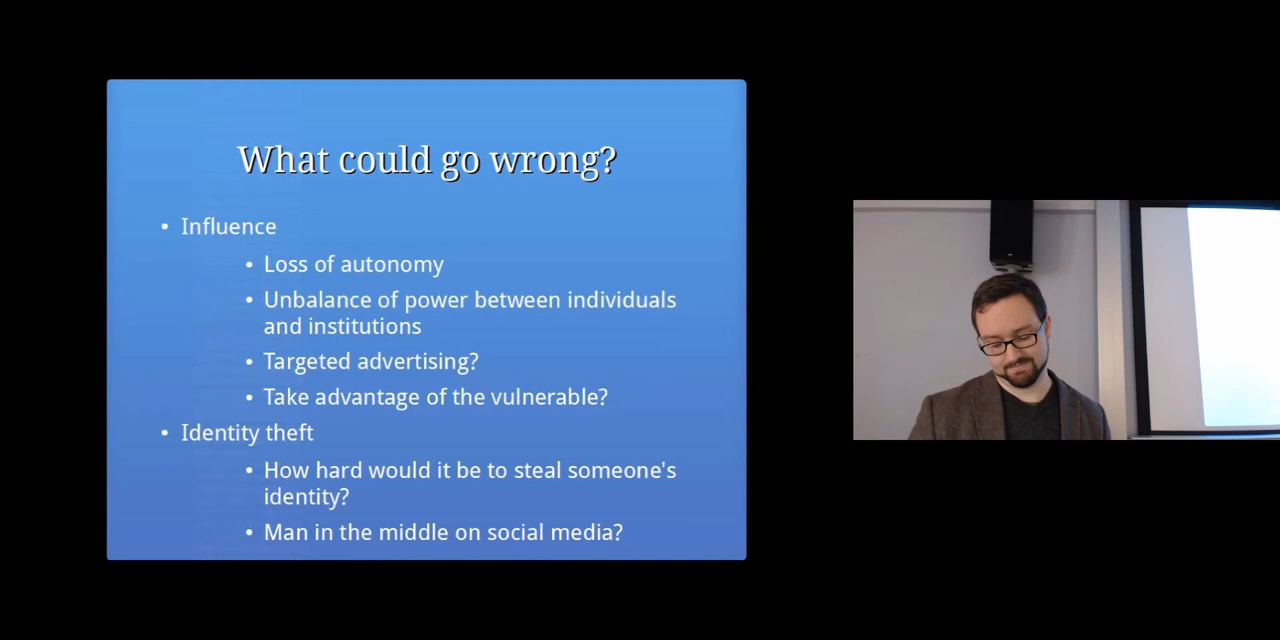 What could go wrong?
• Influence
• Loss of autonomy
• Unbalance of power between individuals
and institutions
• Targeted advertising?
• Take advantage of the vulnerable?
• Identity theft
• How hard would it be to steal someone's
identity?
• Man in the middle on social media?